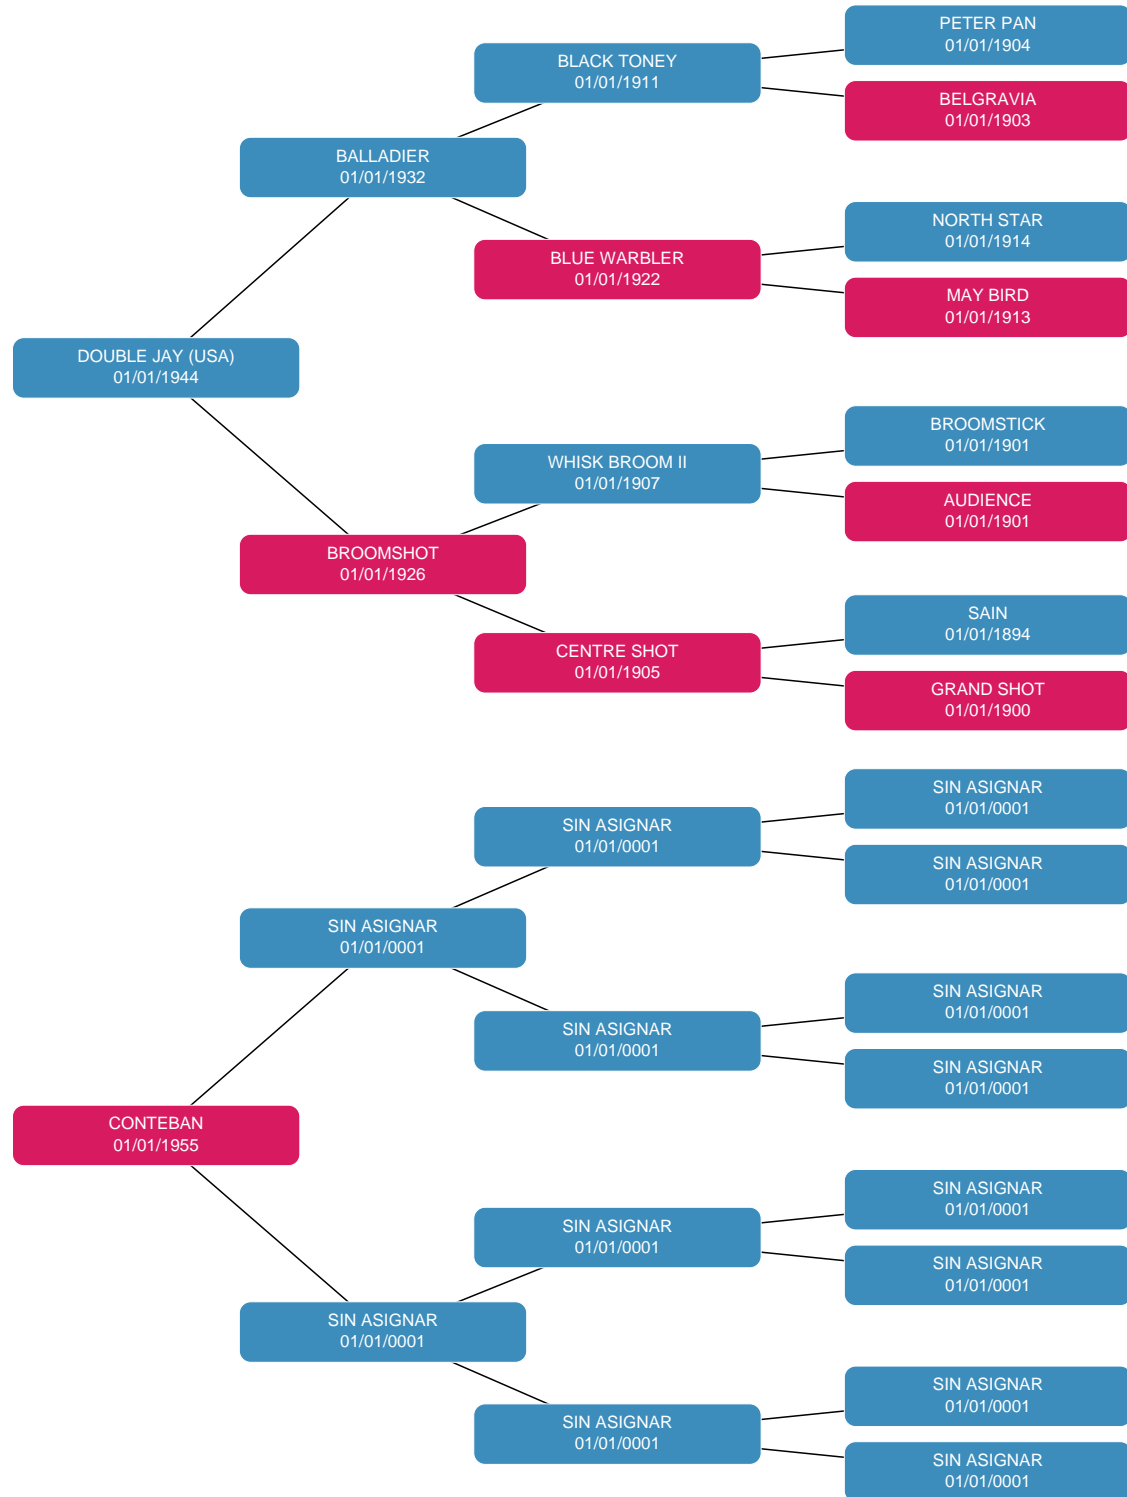 PETER PAN
01/01/1904
BLACK TONEY
01/01/1911
BELGRAVIA
01/01/1903
BALLADIER
01/01/1932
NORTH STAR
01/01/1914
BLUE WARBLER
01/01/1922
MAY BIRD
01/01/1913
DOUBLE JAY (USA)
01/01/1944
BROOMSTICK
01/01/1901
WHISK BROOM II
01/01/1907
AUDIENCE
01/01/1901
BROOMSHOT
01/01/1926
SAIN
01/01/1894
CENTRE SHOT
01/01/1905
GRAND SHOT
01/01/1900
SIN ASIGNAR
01/01/0001
SIN ASIGNAR
01/01/0001
SIN ASIGNAR
01/01/0001
SIN ASIGNAR
01/01/0001
SIN ASIGNAR
01/01/0001
SIN ASIGNAR
01/01/0001
SIN ASIGNAR
01/01/0001
CONTEBAN
01/01/1955
SIN ASIGNAR
01/01/0001
SIN ASIGNAR
01/01/0001
SIN ASIGNAR
01/01/0001
SIN ASIGNAR
01/01/0001
SIN ASIGNAR
01/01/0001
SIN ASIGNAR
01/01/0001
SIN ASIGNAR
01/01/0001